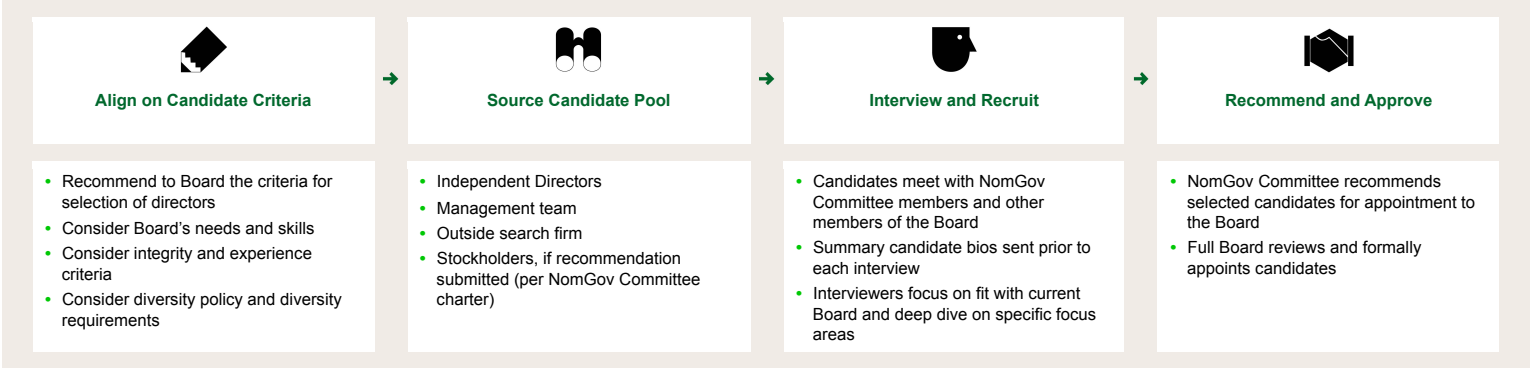 Align on Candidate Criteria
Source Candidate Pool
Interview and Recruit
Recommend and Approve
• Recommend to Board the criteria for
selection of directors
• Consider Board’s needs and skills
• Consider integrity and experience
criteria
• Consider diversity policy and diversity
requirements
• Independent Directors
• Management team
• Outside search firm
• Stockholders, if recommendation
submitted (per NomGov Committee
charter)
• Candidates meet with NomGov
Committee members and other
members of the Board
• Summary candidate bios sent prior to
each interview
• Interviewers focus on fit with current
Board and deep dive on specific focus
areas
• NomGov Committee recommends
selected candidates for appointment to
the Board
• Full Board reviews and formally
appoints candidates